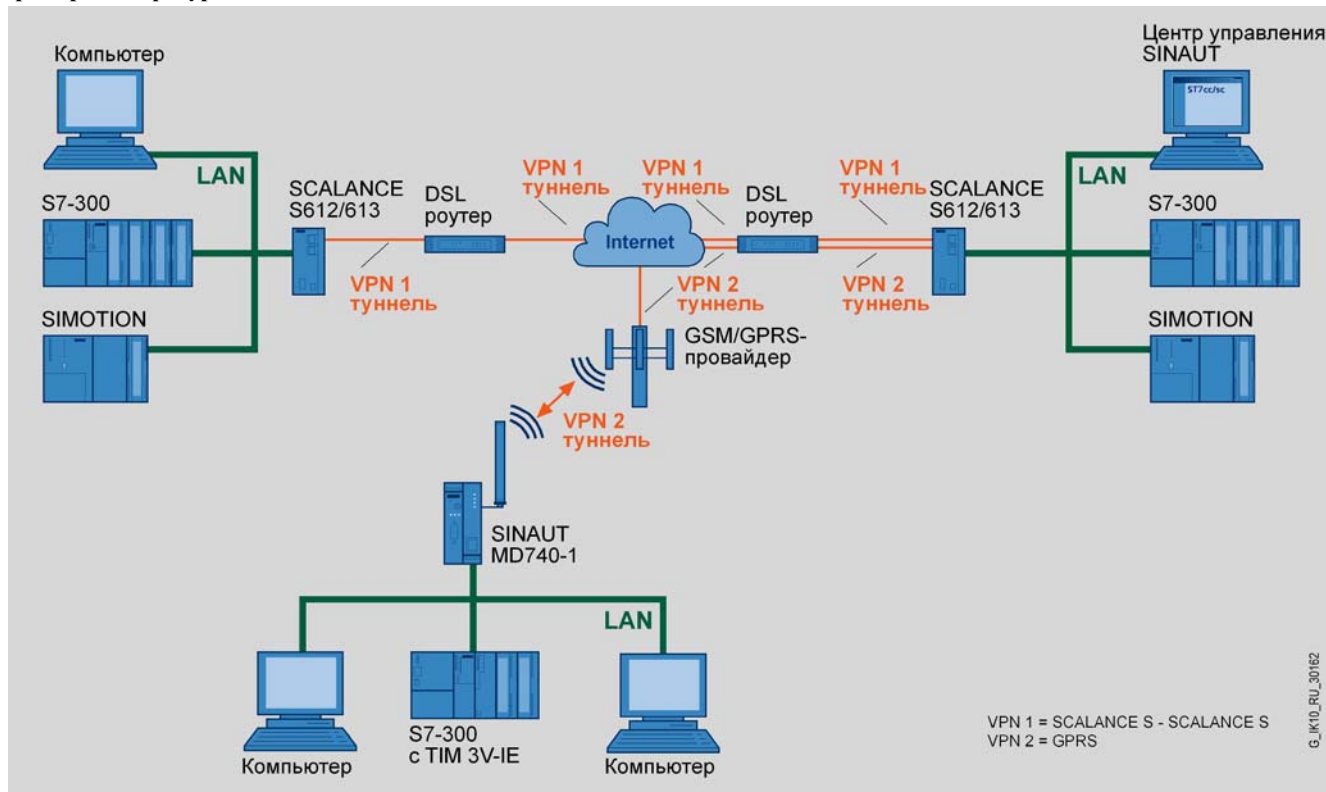 Компьютер
LAN
S7-300
SIMOTION
SCALANCE
S612/613
DSL
роутер
VPN 1
туннель
VPN 1
туннель
Internet
VPN 1
туннель
DSL
роутер
VPN 2
туннель
VPN 1
туннель
VPN 2
туннель
SCALANCE
S612/613
Центр управления
SINAUT
ST7cc/sc
LAN
S7-300
SIMOTION
GSM/GPRS-
провайдер
VPN 2
туннель
SINAUT
MD740-1
LAN
Компьютер
S7-300
с TIM 3V-IE
Компьютер
VPN 1 = SCALANCE S - SCALANCE S
VPN 2 = GPRS
G_IK10_RU_30162